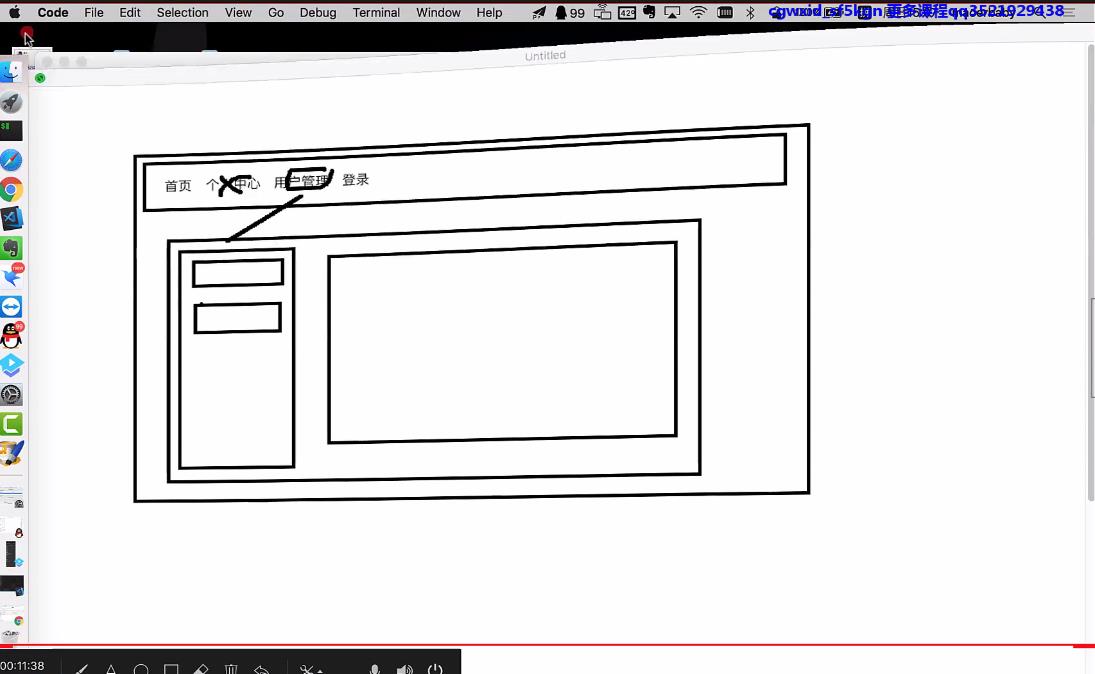 Code File Edit Selection View Go Debug Terminal Window Help 99 42°
更多课程qq3521929438
Untitled
首页 个 中心 用户管理 登录
00:11:38